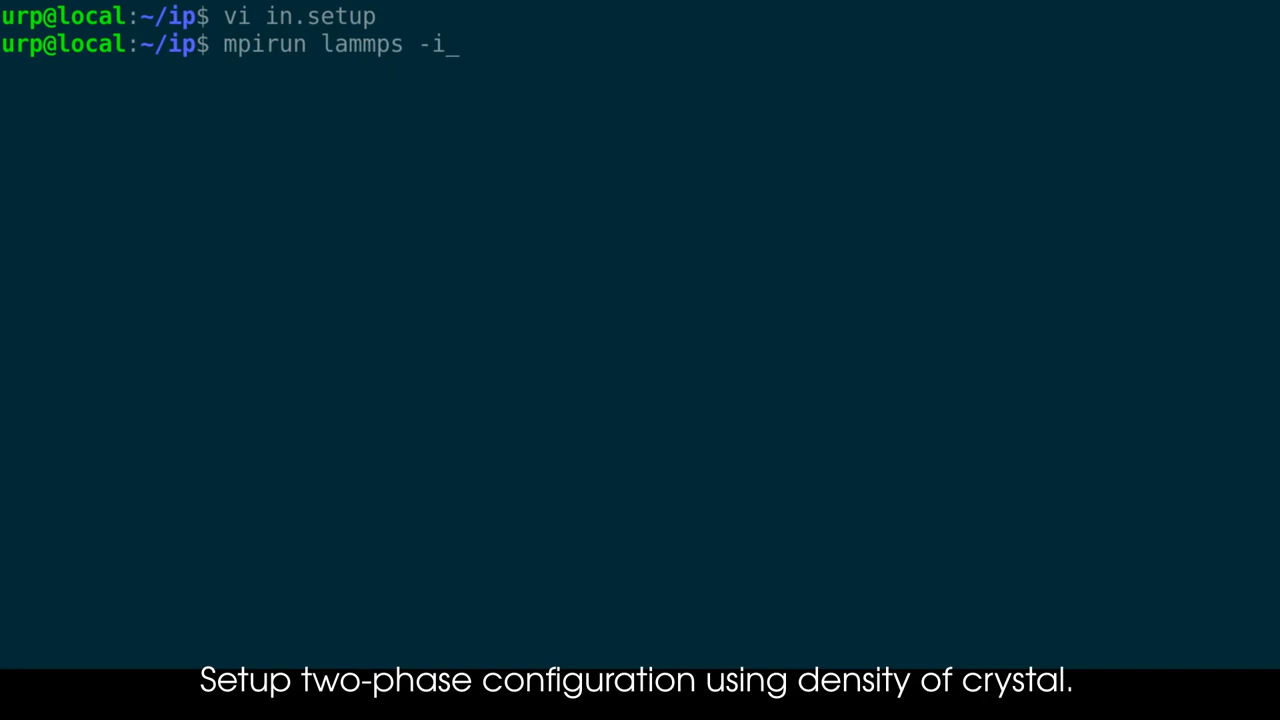 urp@local:~/ip$ vi in.setup
urp@local:~/ip$ mpirun lammps -i_
Setup two-phase configuration using density of crystal.